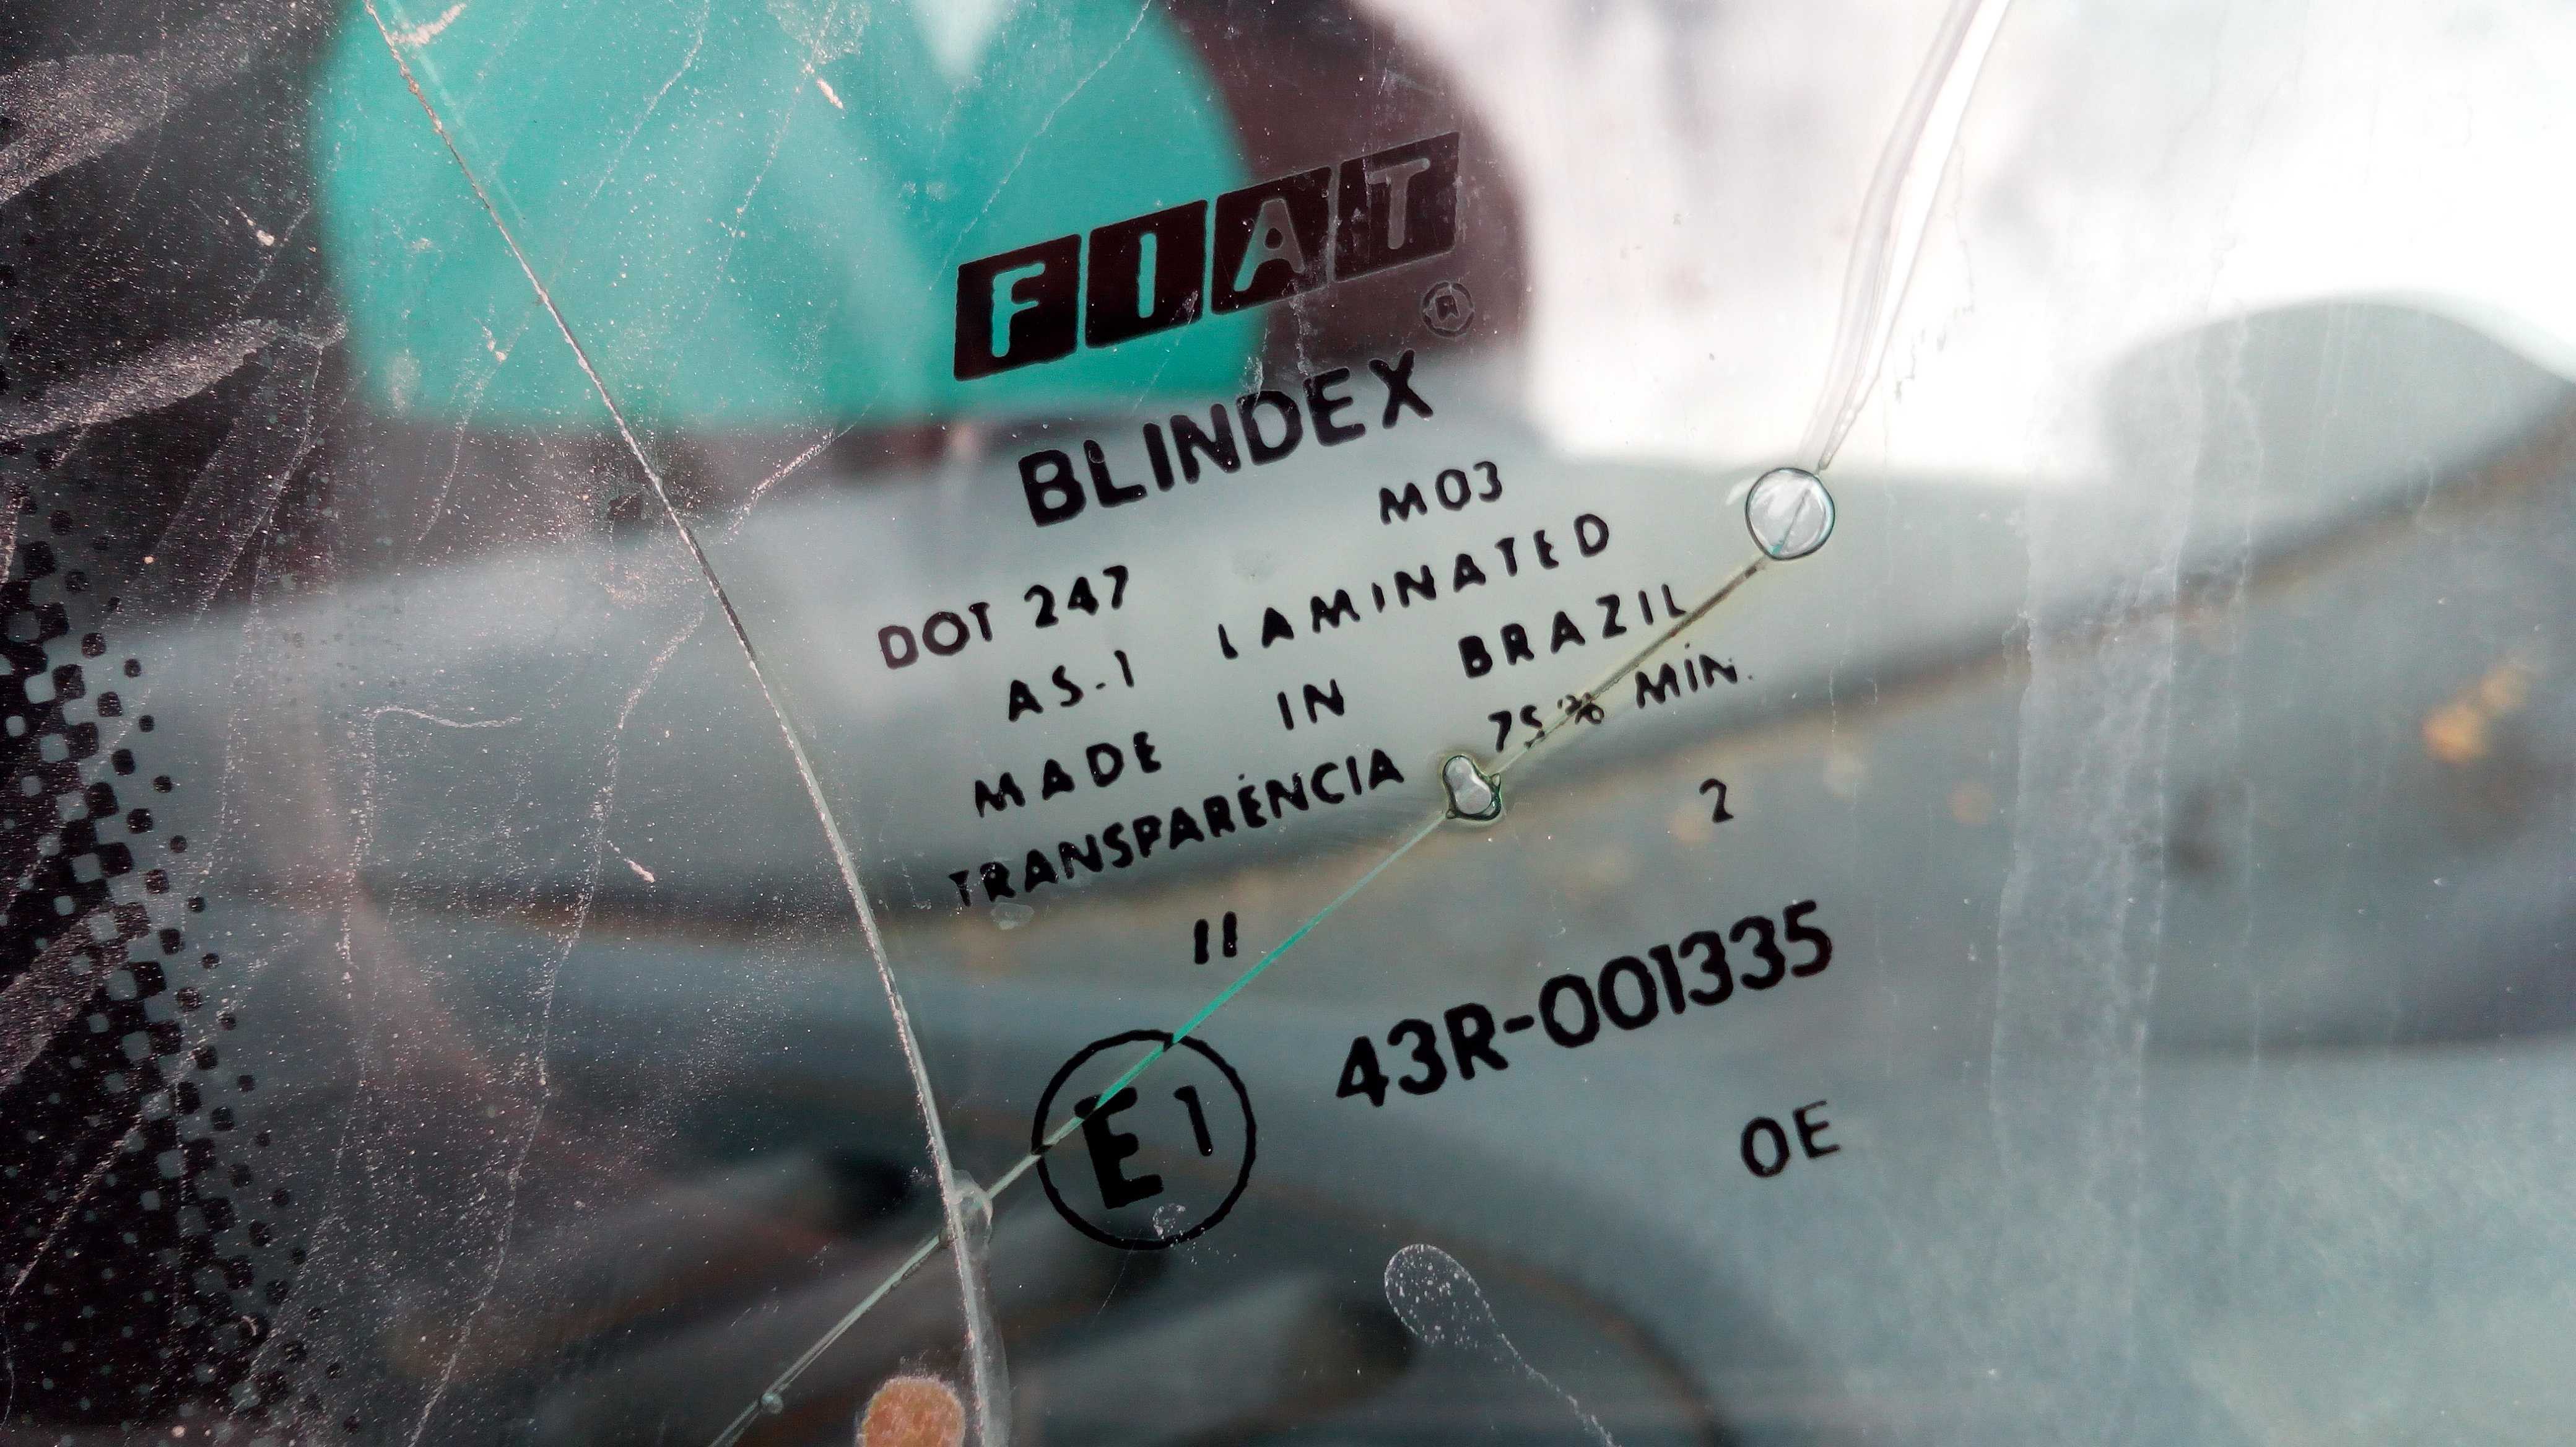 FIAT
®
BLINDEX
DOT 247 M03
AS-1 LAMINATED
MADE IN BRAZIL
TRANSPARÊNCIA 75% MIN.
II 2
E1 43R-001335
OE